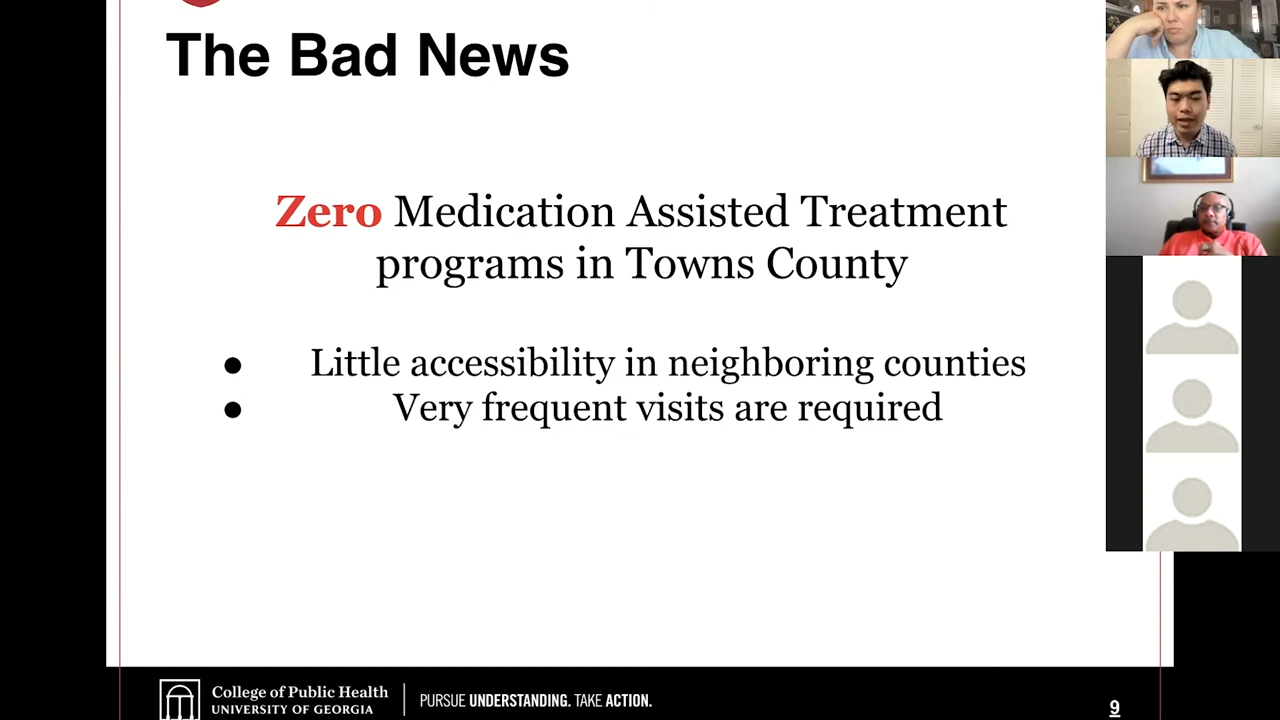 The Bad News
Zero Medication Assisted Treatment
programs in Towns County
● Little accessibility in neighboring counties
● Very frequent visits are required
College of Public Health
UNIVERSITY OF GEORGIA
PURSUE UNDERSTANDING. TAKE ACTION.
9